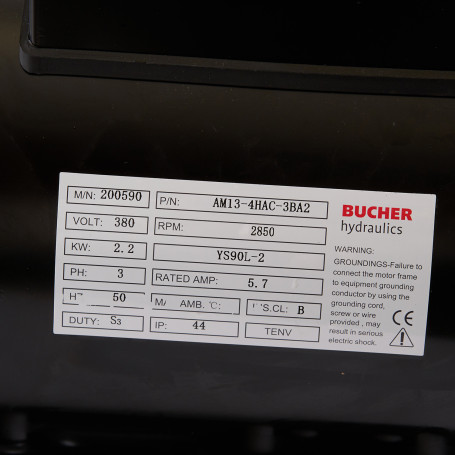 M/N: 200590 P/N: AM13-4HAC-3BA2
VOLT: 380 RPM: 2850
KW: 2.2 YS90L-2
PH: 3 RATED AMP: 5.7
50 AMB. ℃: S.CL: B
DUTY: S3 IP: 44 TENV
BUCHER
hydraulics
WARNING:
GROUNDINGS-Failure to
connect the motor frame
to equipment grounding
conductor by using the
grounding cord,
screw or wire
provided , may
result in serious
electric shock.
CE